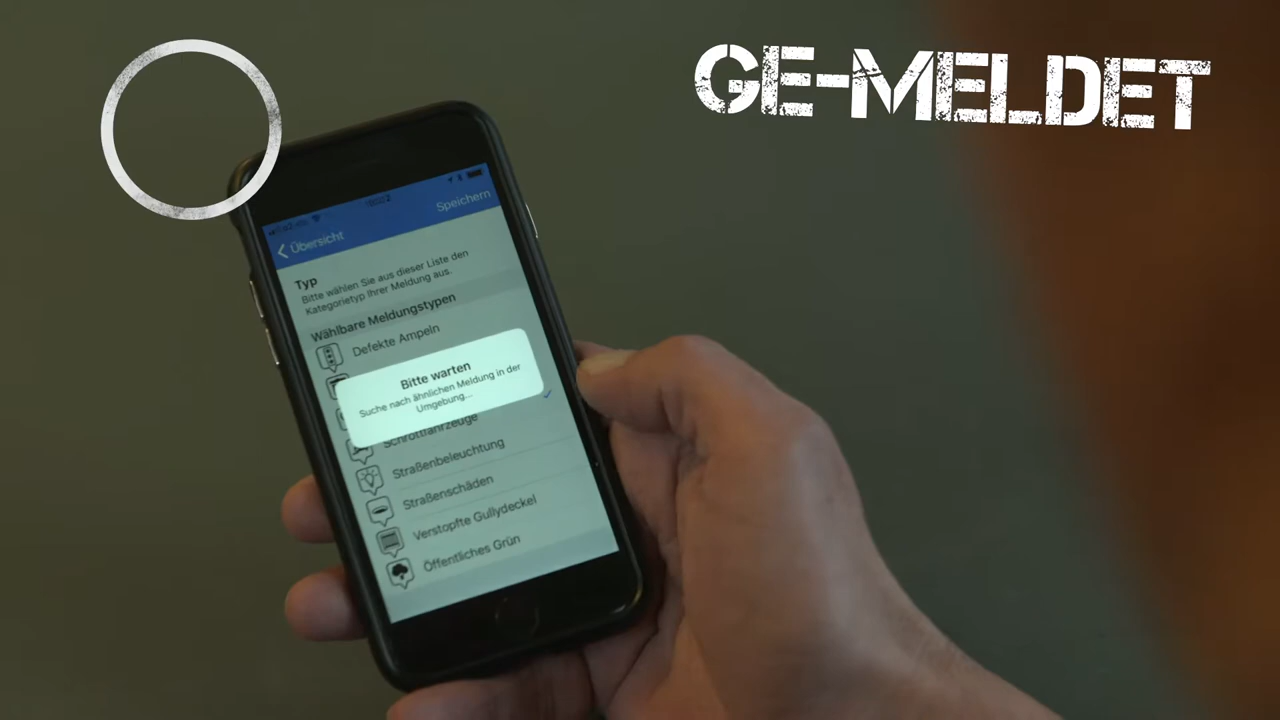 GE-MELDET
Übersicht
Speichern
Typ
Bitte wählen Sie aus dieser Liste den
Kategorietyp Ihrer Meldung aus.
Wählbare Meldungstypen
Defekte Ampeln
Bitte warten
Suche nach ähnlichen Meldung in der
Umgebung...
Schrottfahrzeuge
Straßenbeleuchtung
Straßenschäden
Verstopfte Gullydeckel
Öffentliches Grün